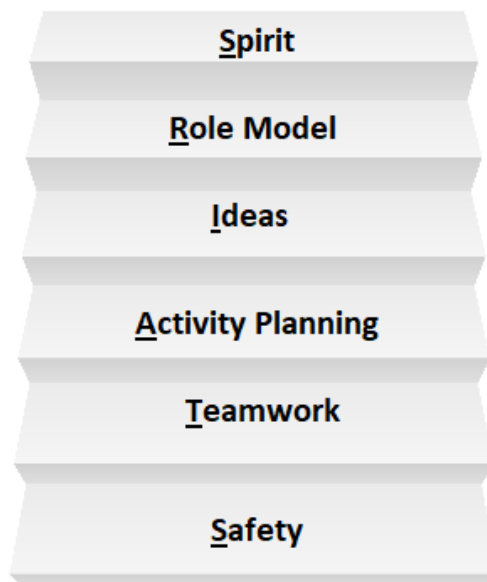 Spirit
Role Model
Ideas
Activity Planning
Teamwork
Safety